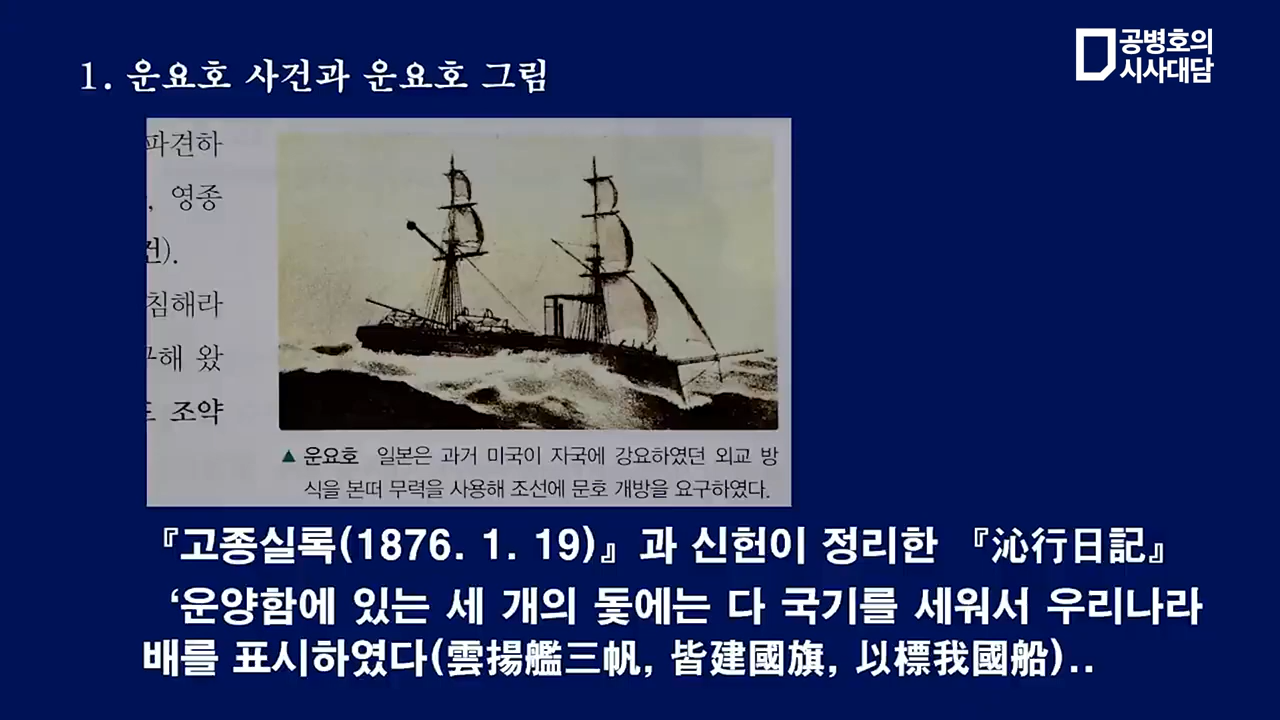 1. 운요호 사건과 운요호 그림
공병호의
시사대담
파견하
, 영종
건).
침해라
구해 왔
도 조약
▲ 운요호 일본은 과거 미국이 자국에 강요하였던 외교 방
식을 본떠 무력을 사용해 조선에 문호 개방을 요구하였다.
『고종실록(1876. 1. 19)』과 신헌이 정리한 『沁行日記』
‘운양함에 있는 세 개의 돛에는 다 국기를 세워서 우리나라
배를 표시하였다(雲揚艦三帆, 皆建國旗, 以標我國船)..